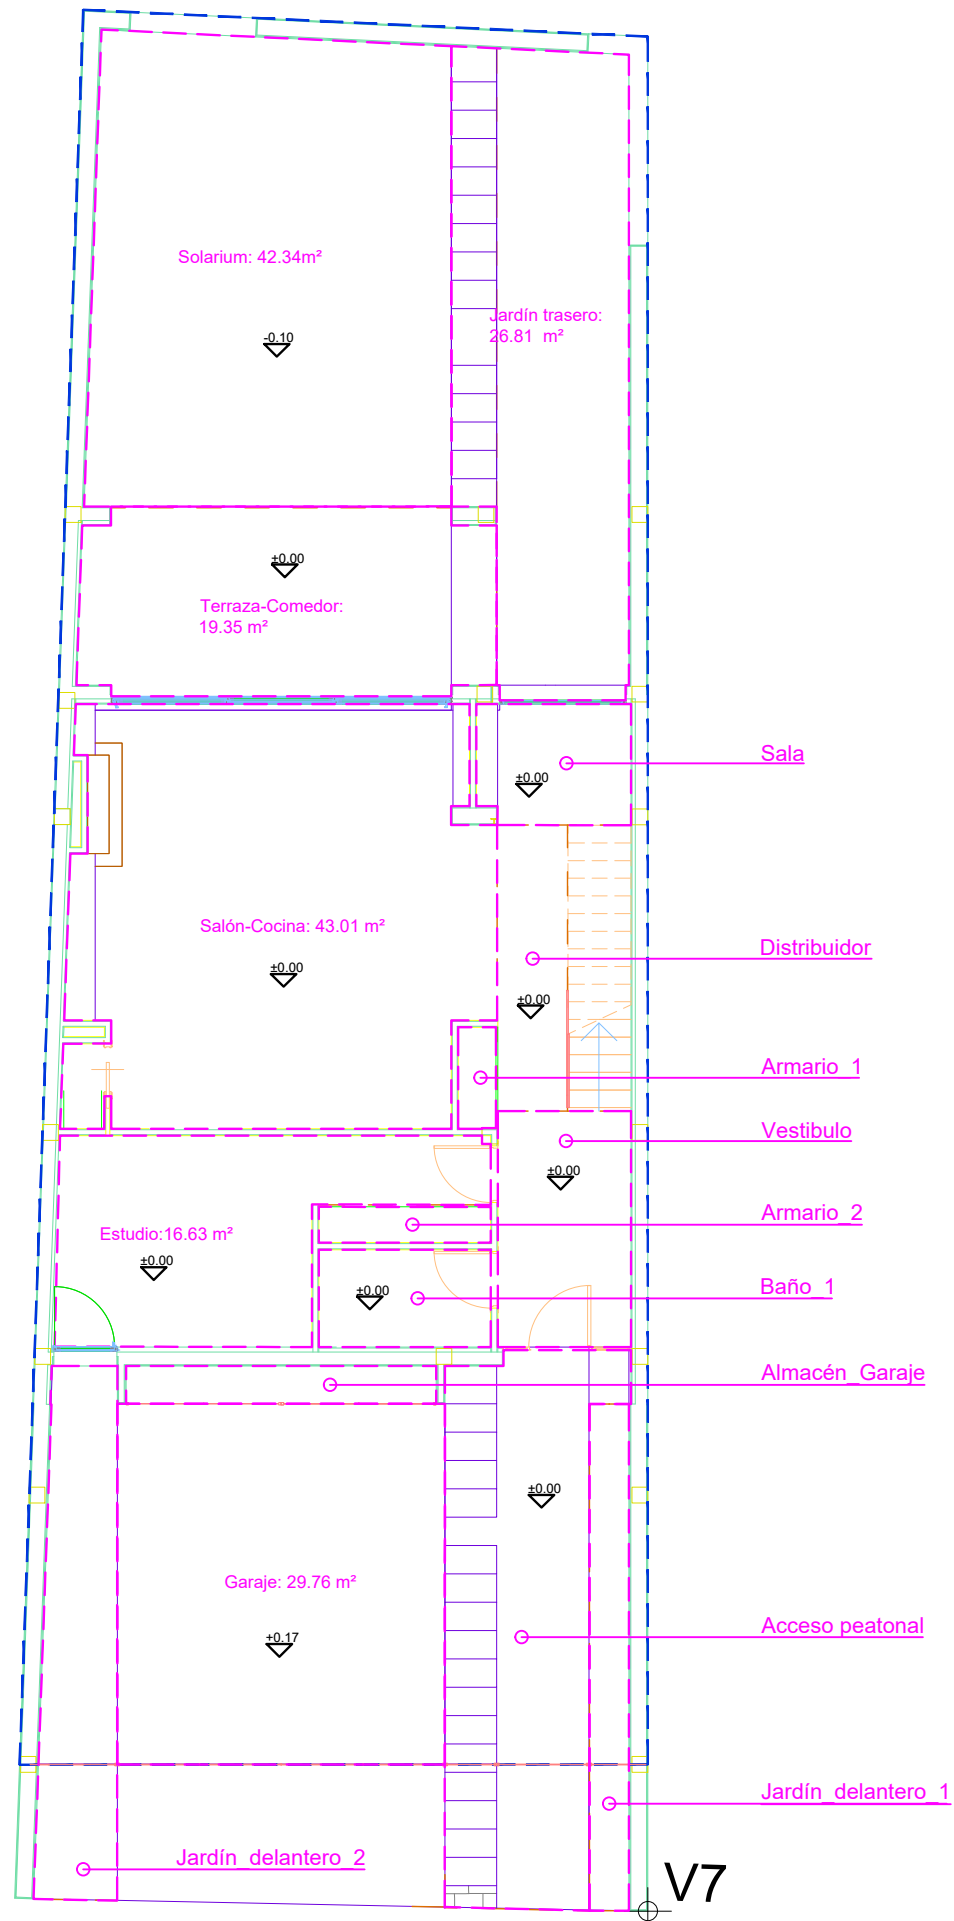 Solarium: 42.34m²
Jardín trasero:
26.81 m²
-0.10
±0.00
Terraza-Comedor:
19.35 m²
Sala
±0.00
Salón-Cocina: 43.01 m²
Distribuidor
±0.00
±0.00
Armario_1
Vestibulo
±0.00
Armario_2
Estudio:16.63 m²
±0.00
±0.00
Baño_1
Almacén_Garaje
±0.00
Garaje: 29.76 m²
Acceso peatonal
+0.17
Jardín_delantero_1
Jardín_delantero_2
V7